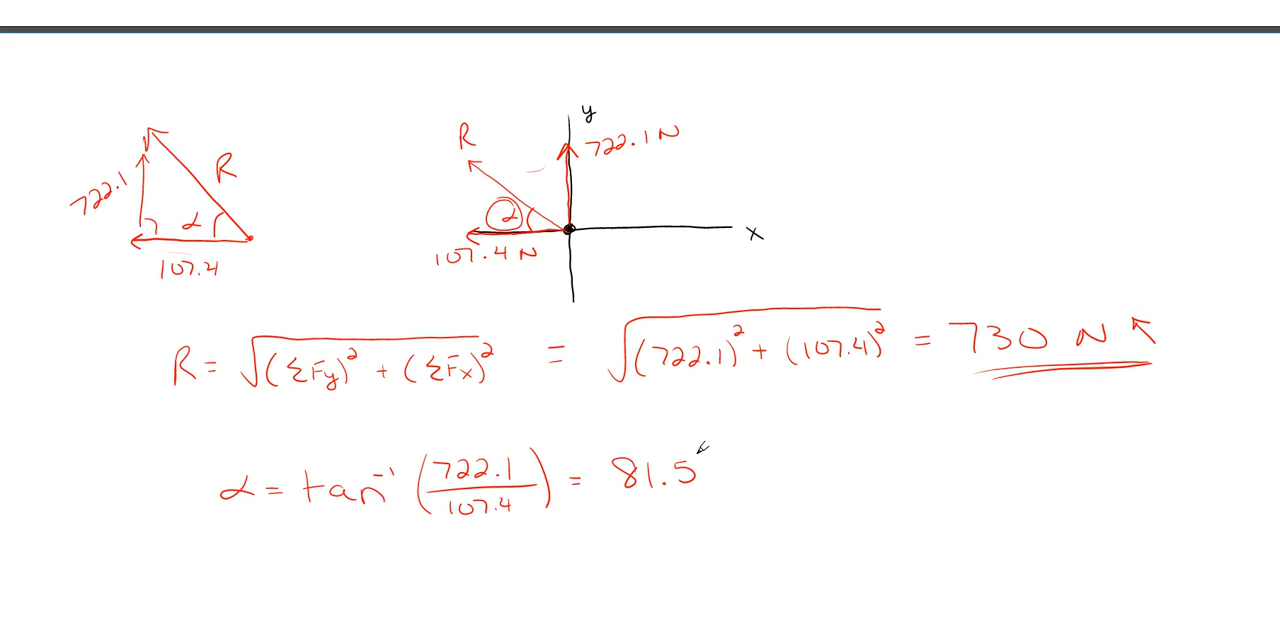 y
R
722.1 N
722.1
R
α
α
x
107.4 N
107.4
R = √((ΣFy)² + (ΣFx)²) = √((722.1)² + (107.4)²) = 730 N ↖
α = tan⁻¹ (722.1/107.4) = 81.5